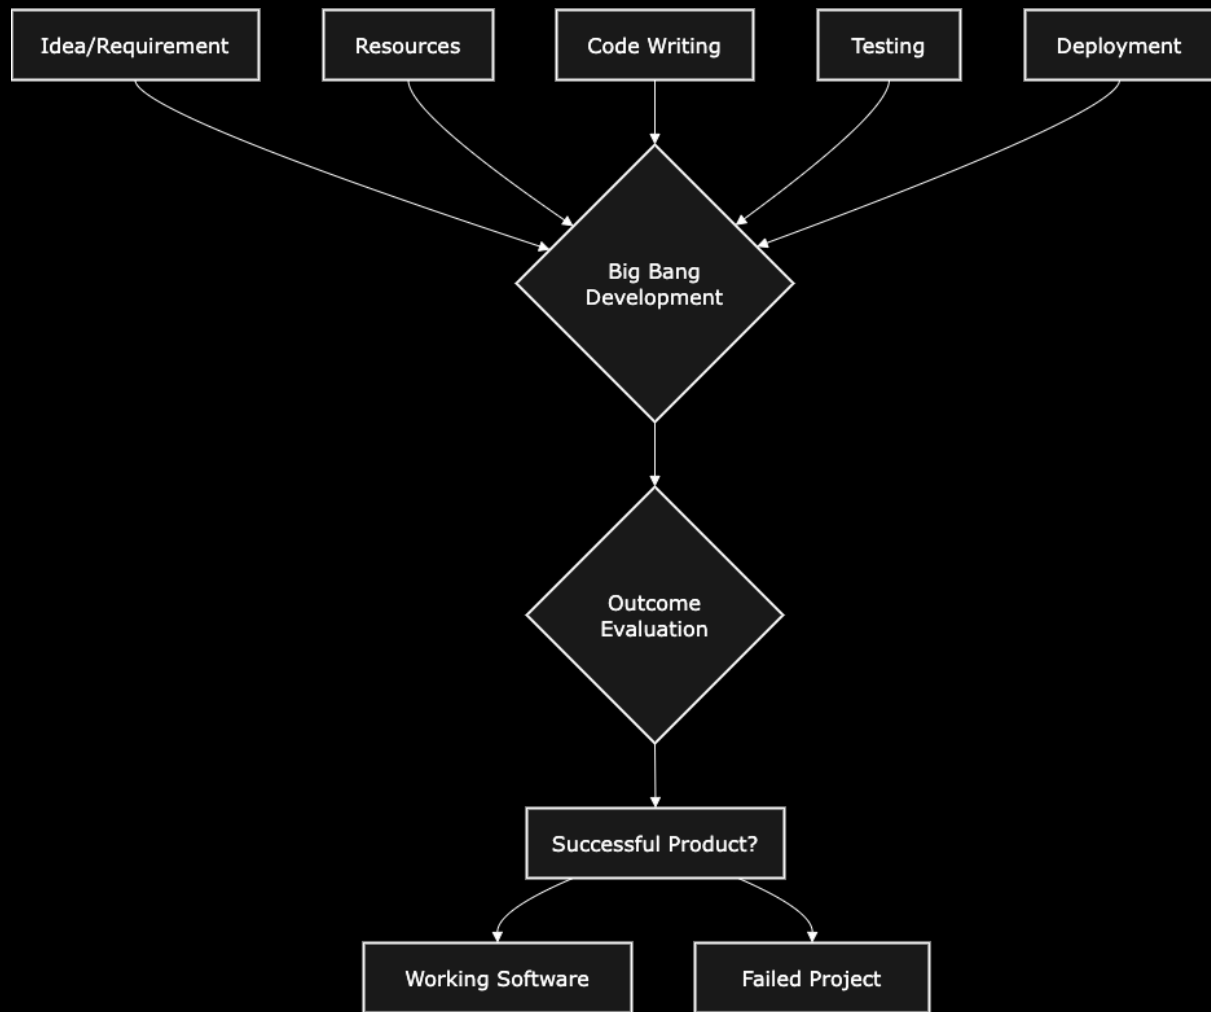 Idea/Requirement
Resources
Code Writing
Testing
Deployment
Big Bang
Development
Outcome
Evaluation
Successful Product?
Working Software
Failed Project